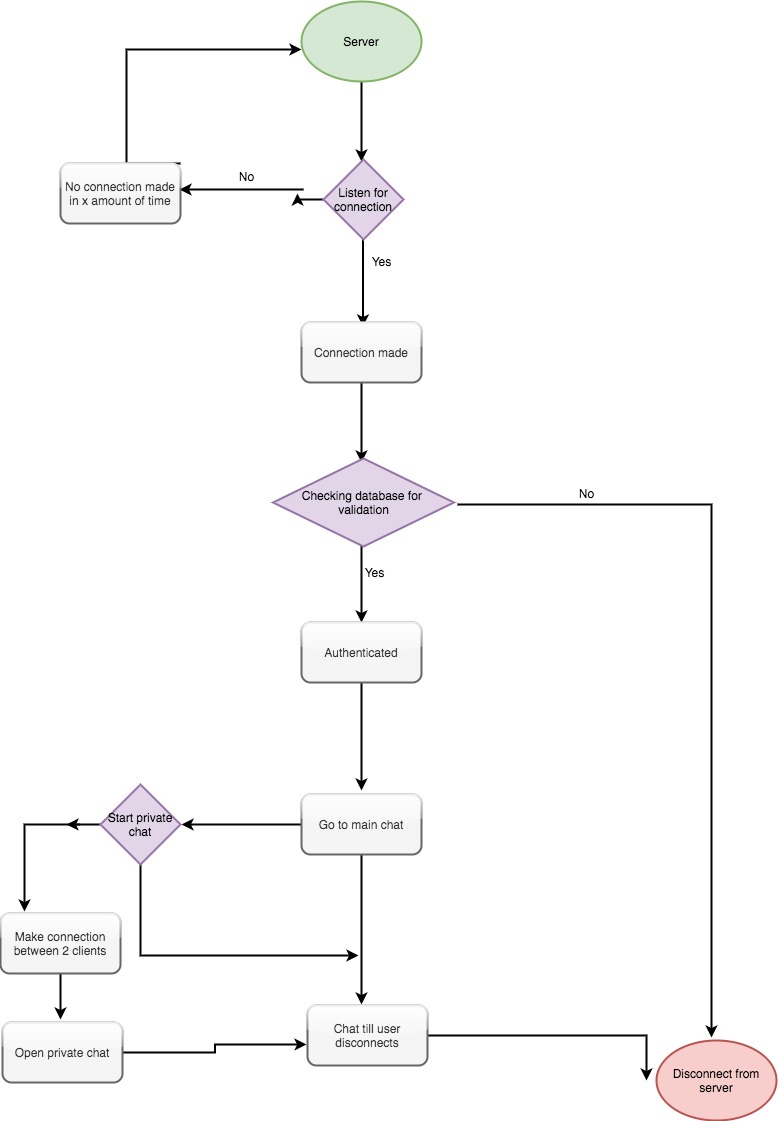 Server
No
No connection made
in x amount of time
Listen for
connection
Yes
Connection made
Checking database for
validation
No
Yes
Authenticated
Start private
chat
Go to main chat
Make connection
between 2 clients
Chat till user
disconnects
Open private chat
Disconnect from
server